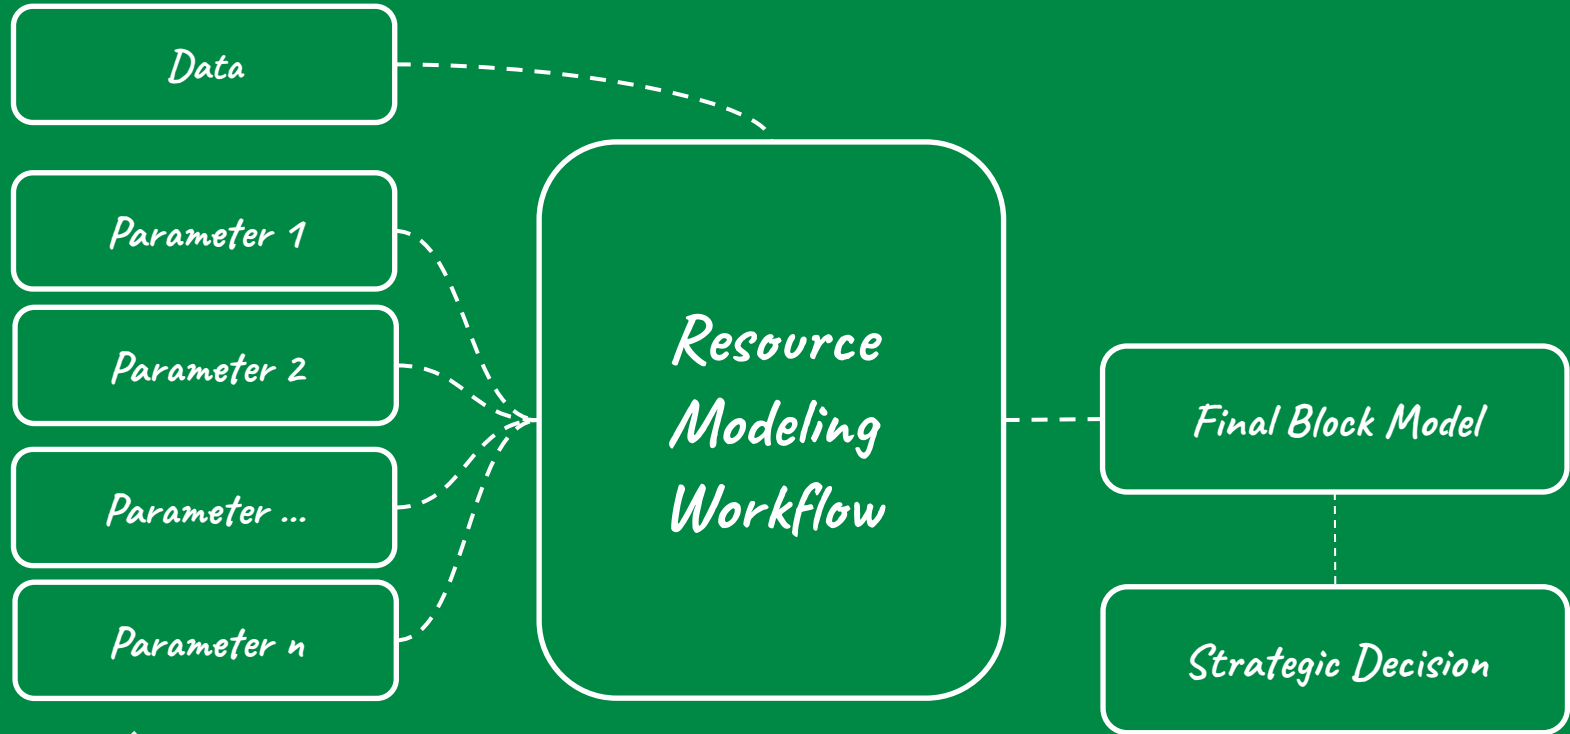 Data
Parameter 1
Parameter 2
Parameter ...
Parameter n
Resource
Modeling
Workflow
Final Block Model
Strategic Decision